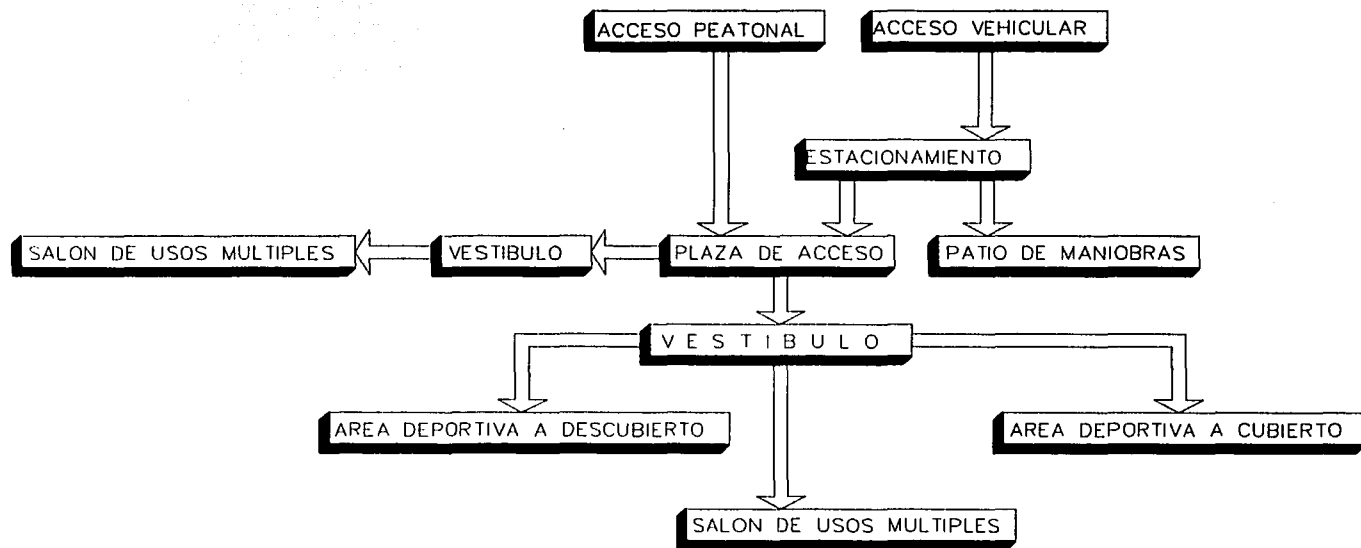 ACCESO PEATONAL
ACCESO VEHICULAR
ESTACIONAMIENTO
SALON DE USOS MULTIPLES
VESTIBULO
PLAZA DE ACCESO
PATIO DE MANIOBRAS
V E S T I B U L O
AREA DEPORTIVA A DESCUBIERTO
AREA DEPORTIVA A CUBIERTO
SALON DE USOS MULTIPLES